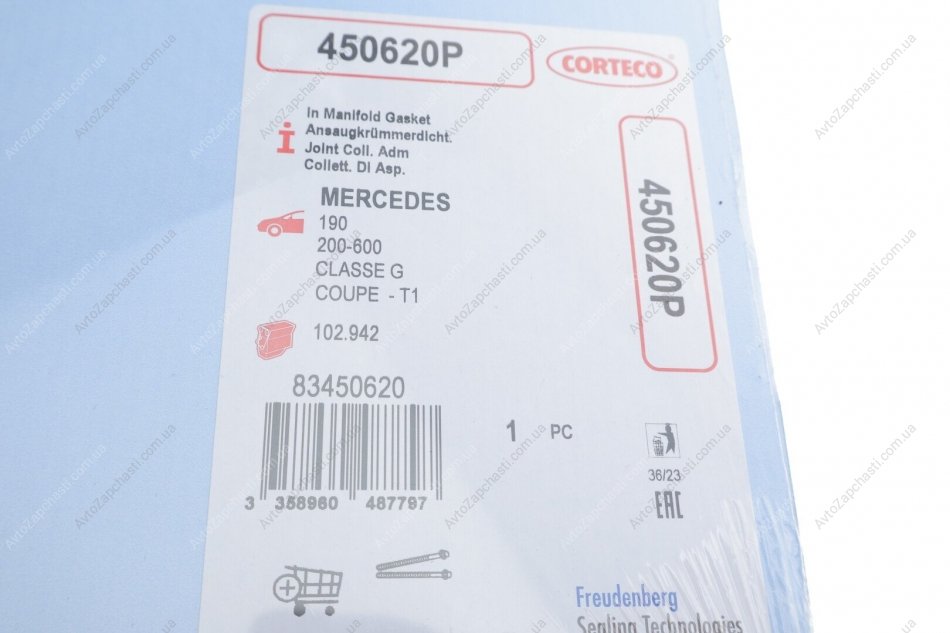 450620P
CORTECO
In Manifold Gasket
Ansaugkrümmerdicht.
Joint Coll. Adm
Collett. Di Asp.
450620P
MERCEDES
190
200-600
CLASSE G
COUPE - T1
102.942
83450620
1 PC
3 358960 487797
36/23
EAC
Freudenberg
Sealing Technologies
AvtoZapchasti.com.ua